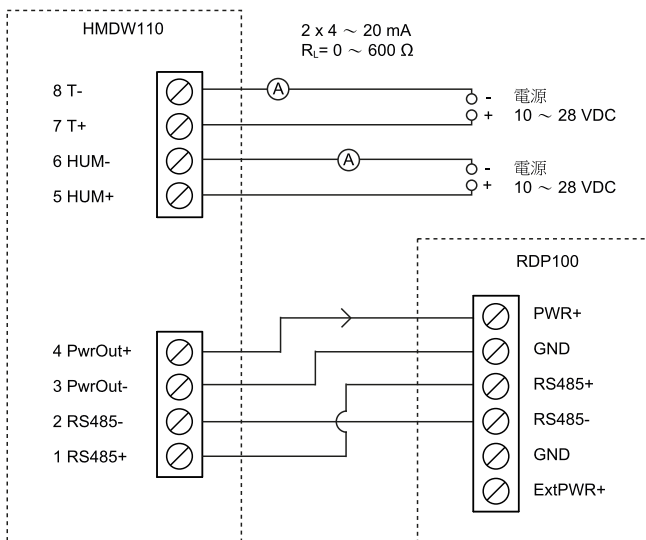 HMDW110
2 x 4 ～ 20 mA
RL= 0 ～ 600 Ω
8 T-
7 T+
6 HUM-
5 HUM+
A
- 電源
+ 10 ～ 28 VDC
A
- 電源
+ 10 ～ 28 VDC
RDP100
4 PwrOut+
3 PwrOut-
2 RS485-
1 RS485+
PWR+
GND
RS485+
RS485-
GND
ExtPWR+